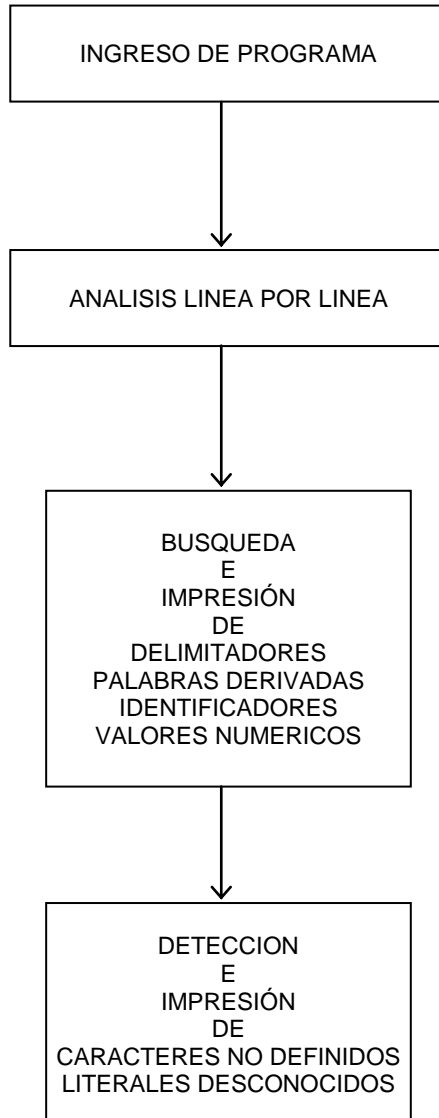 INGRESO DE PROGRAMA
ANALISIS LINEA POR LINEA
BUSQUEDA
E
IMPRESIÓN
DE
DELIMITADORES
PALABRAS DERIVADAS
IDENTIFICADORES
VALORES NUMERICOS
DETECCION
E
IMPRESIÓN
DE
CARACTERES NO DEFINIDOS
LITERALES DESCONOCIDOS